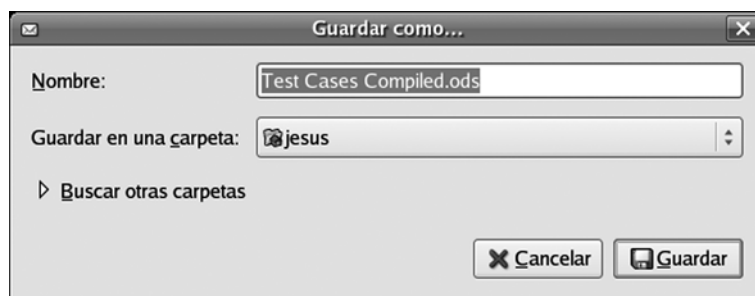 Guardar como...
Nombre: Test Cases Compiled.ods
Guardar en una carpeta: jesus
Buscar otras carpetas
Cancelar Guardar